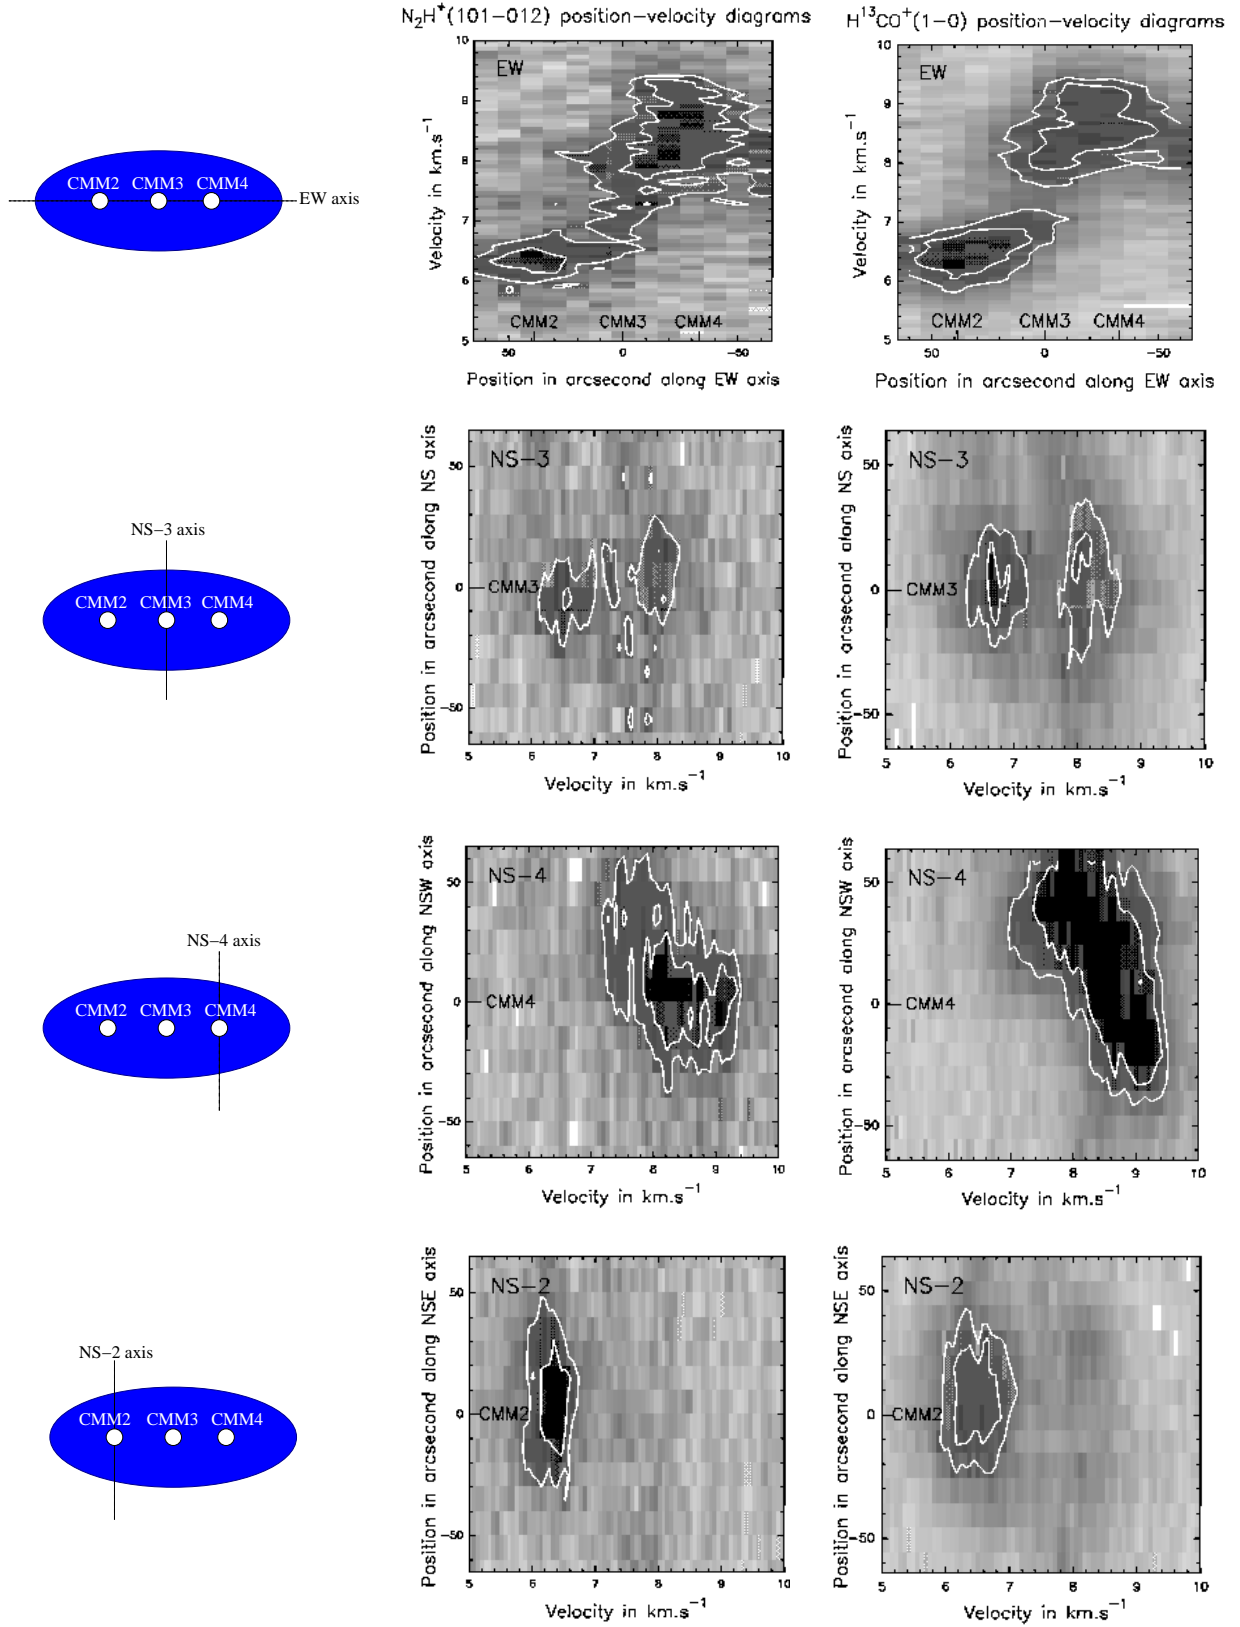 N₂H⁺(101−012) position−velocity diagrams
H¹³CO⁺(1−0) position−velocity diagrams
CMM2 CMM3 CMM4
EW axis
EW
Velocity in km.s⁻¹
10
9
8
7
6
5
CMM2 CMM3 CMM4
50 0 −50
Position in arcsecond along EW axis
EW
Velocity in km.s⁻¹
10
9
8
7
6
5
CMM2 CMM3 CMM4
50 0 −50
Position in arcsecond along EW axis
NS−3 axis
CMM2 CMM3 CMM4
NS−3
Position in arcsecond along NS axis
50
0
−50
CMM3
5 6 7 8 9 10
Velocity in km.s⁻¹
NS−3
Position in arcsecond along NS axis
50
0
−50
CMM3
5 6 7 8 9 10
Velocity in km.s⁻¹
NS−4 axis
CMM2 CMM3 CMM4
NS−4
Position in arcsecond along NSW axis
50
0
−50
CMM4
5 6 7 8 9 10
Velocity in km.s⁻¹
NS−4
Position in arcsecond along NSW axis
50
0
−50
CMM4
5 6 7 8 9 10
Velocity in km.s⁻¹
NS−2 axis
CMM2 CMM3 CMM4
NS−2
Position in arcsecond along NSE axis
50
0
−50
CMM2
5 6 7 8 9 10
Velocity in km.s⁻¹
NS−2
Position in arcsecond along NSE axis
50
0
−50
CMM2
5 6 7 8 9 10
Velocity in km.s⁻¹